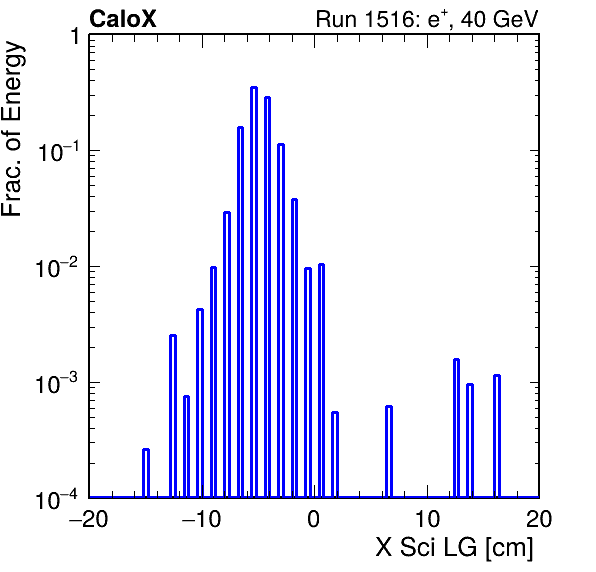 CaloX Run 1516: e⁺, 40 GeV
Frac. of Energy
1
10⁻¹
10⁻²
10⁻³
10⁻⁴
−20 −10 0 10 20
X Sci LG [cm]